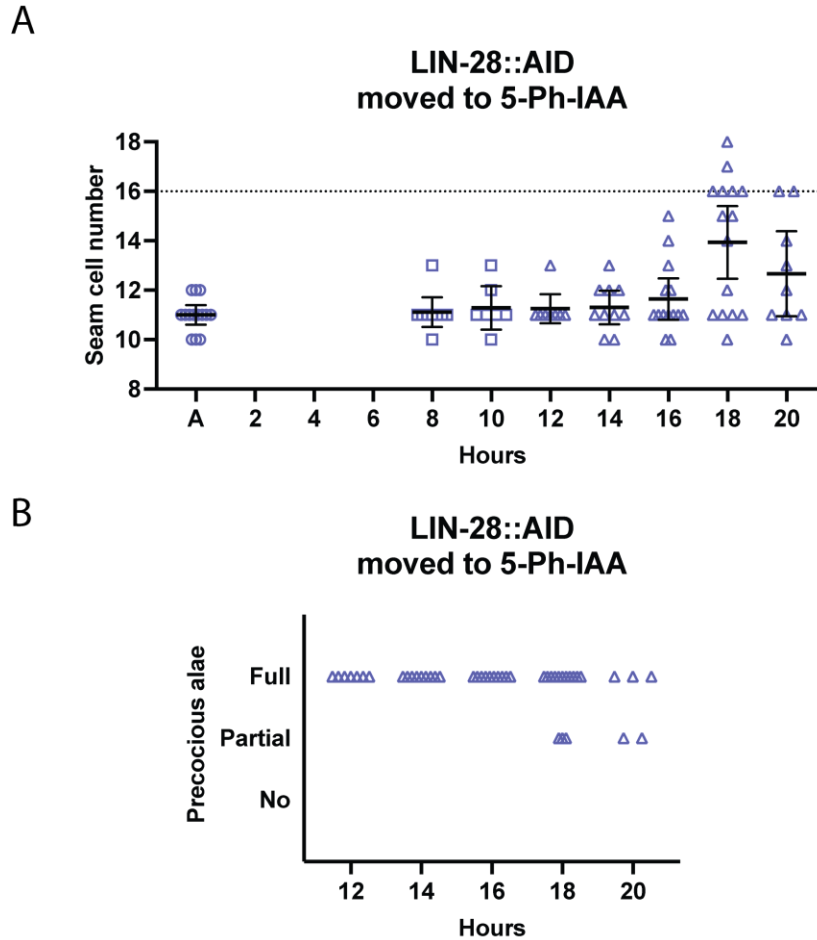 A
LIN-28::AID
moved to 5-Ph-IAA
Seam cell number
18
16
14
12
10
8
A 2 4 6 8 10 12 14 16 18 20
Hours
B
LIN-28::AID
moved to 5-Ph-IAA
Precocious alae
Full
Partial
No
12 14 16 18 20
Hours